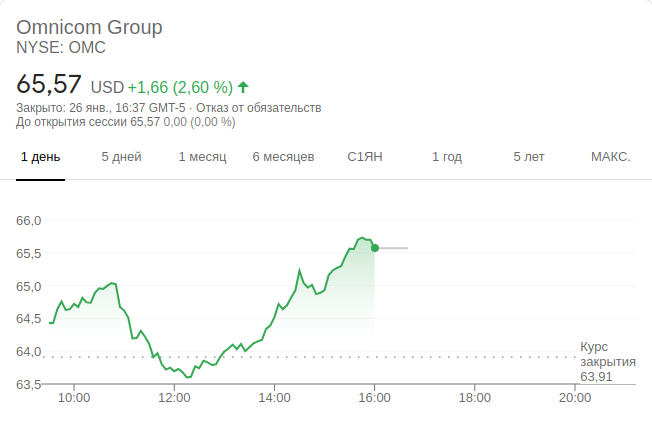 Omnicom Group
NYSE: OMC
65,57 USD +1,66 (2,60 %)
Закрыто: 26 янв., 16:37 GMT-5 · Отказ от обязательств
До открытия сессии 65,57 0,00 (0,00 %)
1 день 5 дней 1 месяц 6 месяцев С1ЯН 1 год 5 лет МАКС.
66,0
65,5
65,0
64,5
64,0
63,5
Курс
закрытия
63,91
10:00 12:00 14:00 16:00 18:00 20:00